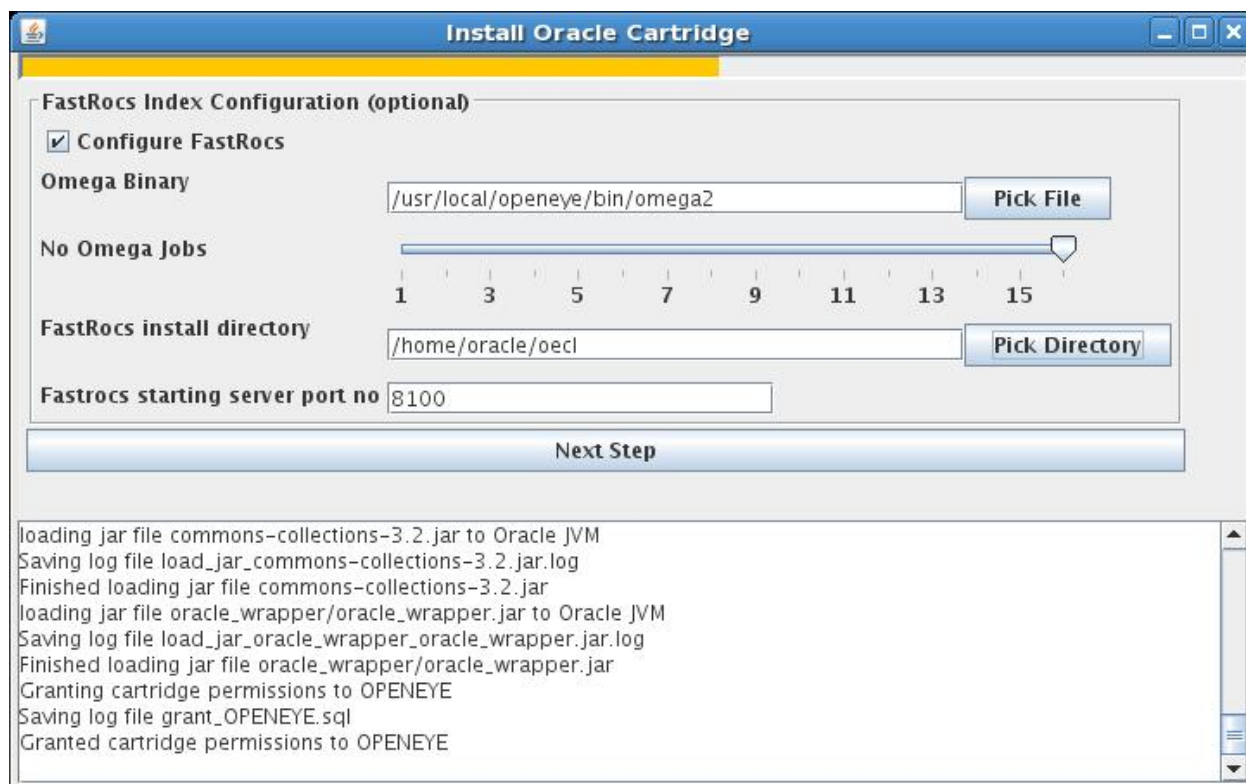 Install Oracle Cartridge
FastRocs Index Configuration (optional)
Configure FastRocs
Omega Binary
/usr/local/openeye/bin/omega2
Pick File
No Omega Jobs
1 3 5 7 9 11 13 15
FastRocs install directory
/home/oracle/oecl
Pick Directory
Fastrocs starting server port no
8100
Next Step
loading jar file commons-collections-3.2.jar to Oracle JVM
Saving log file load_jar_commons-collections-3.2.jar.log
Finished loading jar file commons-collections-3.2.jar
loading jar file oracle_wrapper/oracle_wrapper.jar to Oracle JVM
Saving log file load_jar_oracle_wrapper_oracle_wrapper.jar.log
Finished loading jar file oracle_wrapper/oracle_wrapper.jar
Granting cartridge permissions to OPENEYE
Saving log file grant_OPENEYE.sql
Granted cartridge permissions to OPENEYE